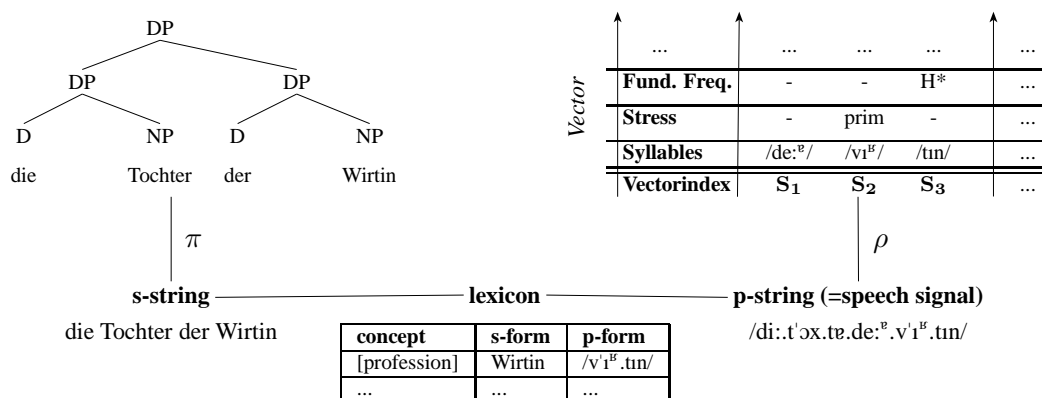 DP
DP DP
D NP D NP
die Tochter der Wirtin
π
s-string
die Tochter der Wirtin
Vector
... ... ... ... ...
Fund. Freq. - - H* ...
Stress - prim - ...
Syllables /deːᵄ/ /vɪᴶ/ /tɪn/ ...
Vectorindex S₁ S₂ S₃ ...
ρ
lexicon
p-string (=speech signal)
/diː.tˈɔx.tɐ.deːᵄ.vˈɪʶ.tɪn/
concept s-form p-form
[profession] Wirtin /vˈɪʶ.tɪn/
... ... ...